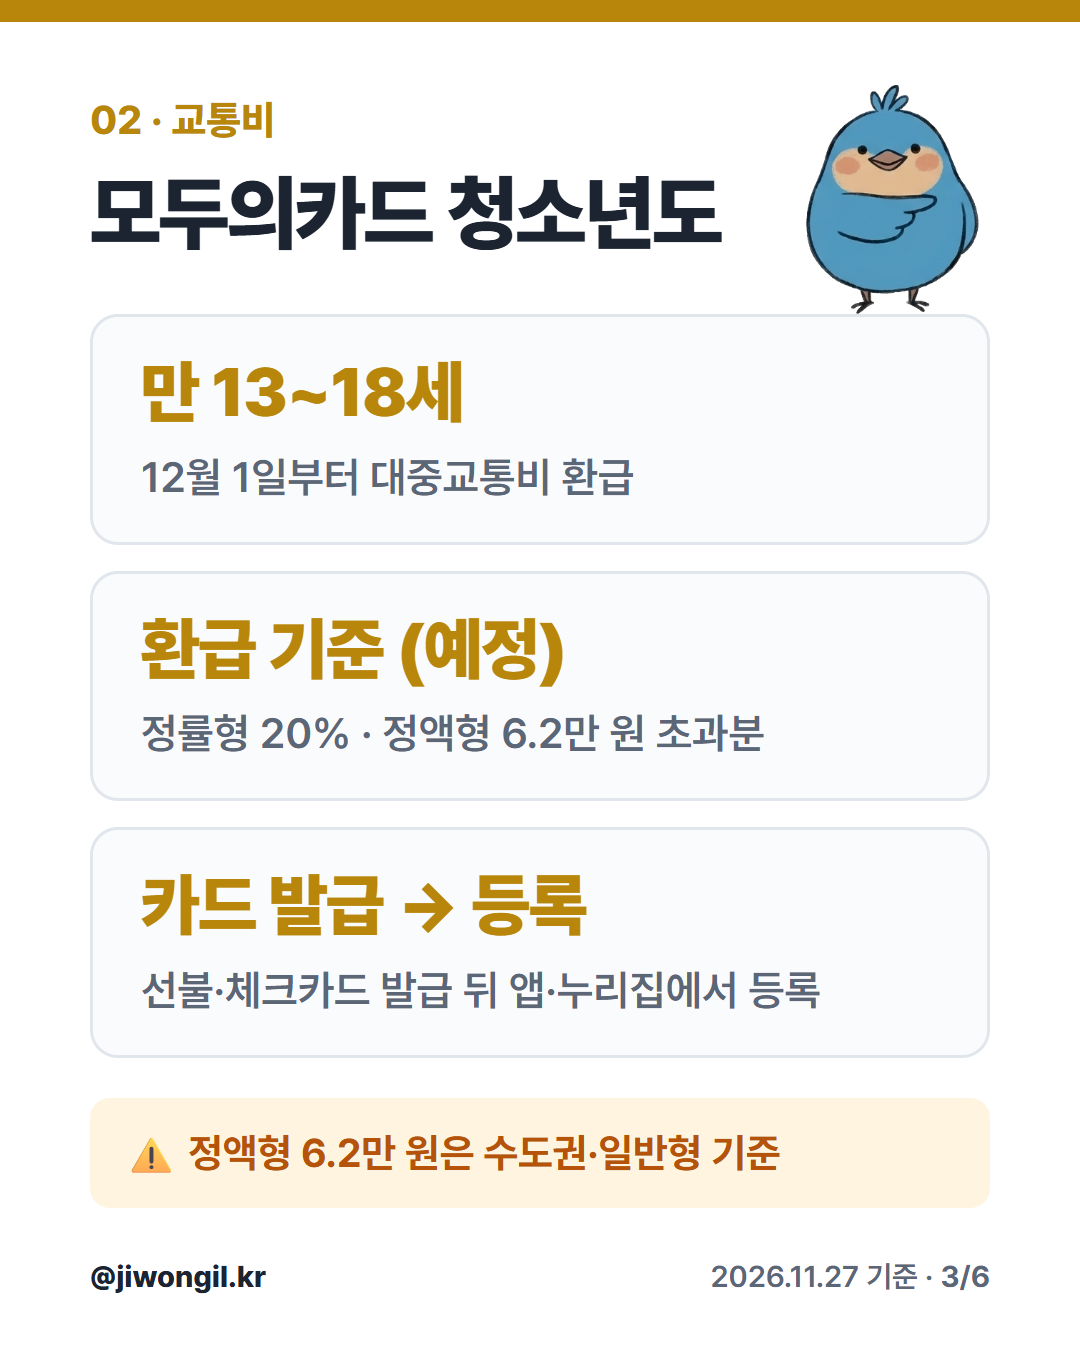 02 · 교통비
모두의카드 청소년도
만 13~18세
12월 1일부터 대중교통비 환급
환급 기준 (예정)
정률형 20% · 정액형 6.2만 원 초과분
카드 발급 → 등록
선불·체크카드 발급 뒤 앱·누리집에서 등록
⚠️ 정액형 6.2만 원은 수도권·일반형 기준
@jiwongil.kr
2026.11.27 기준 · 3/6